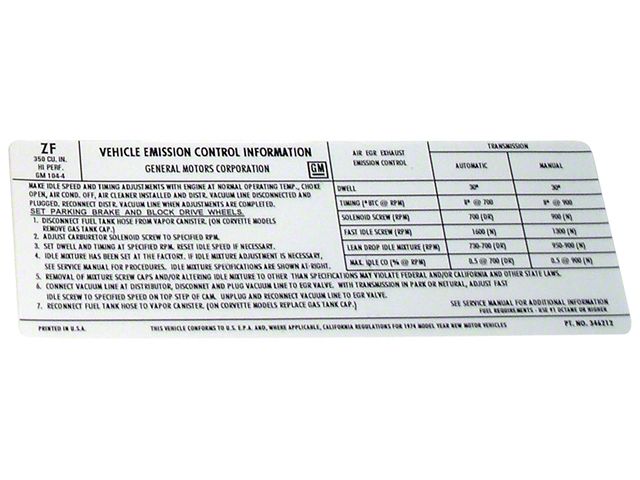 ZF
350 CU. IN.
HI PERF.
GM 104-4
VEHICLE EMISSION CONTROL INFORMATION
GENERAL MOTORS CORPORATION
GM
AIR EGR EXHAUST
EMISSION CONTROL
TRANSMISSION
AUTOMATIC MANUAL
MAKE IDLE SPEED AND TIMING ADJUSTMENTS WITH ENGINE AT NORMAL OPERATING TEMP., CHOKE
OPEN, AIR COND. OFF, AIR CLEANER INSTALLED AND DISTR. VACUUM LINE DISCONNECTED AND
PLUGGED. RECONNECT DISTR. VACUUM LINE WHEN ADJUSTMENTS ARE COMPLETED.
SET PARKING BRAKE AND BLOCK DRIVE WHEELS.
1. DISCONNECT FUEL TANK HOSE FROM VAPOR CANISTER. (ON CORVETTE MODELS
REMOVE GAS TANK CAP.)
2. ADJUST CARBURETOR SOLENOID SCREW TO SPECIFIED RPM.
3. SET DWELL AND TIMING AT SPECIFIED RPM. RESET IDLE SPEED IF NECESSARY.
4. IDLE MIXTURE HAS BEEN SET AT THE FACTORY. IF IDLE MIXTURE ADJUSTMENT IS NECESSARY,
SEE SERVICE MANUAL FOR PROCEDURES. IDLE MIXTURE SPECIFICATIONS ARE SHOWN AT-RIGHT.
DWELL 30° 30°
TIMING (°BTC @ RPM) 8° @ 700 8° @ 900
SOLENOID SCREW (RPM) 700 (DR) 900 (N)
FAST IDLE SCREW (RPM) 1600 (N) 1300 (N)
LEAN DROP IDLE MIXTURE (RPM) 730-700 (DR) 950-900 (N)
MAX. IDLE CO (% @ RPM) 0.5 @ 700 (DR) 0.5 @ 900 (N)
5. REMOVAL OF MIXTURE SCREW CAPS OR ADJUSTMENTS TO OTHER THAN SPECIFICATIONS MAY VIOLATE FEDERAL AND/OR CALIFORNIA AND OTHER STATE LAWS.
6. CONNECT VACUUM LINE AT DISTRIBUTOR, DISCONNET AND PLUG VACUUM LINE TO EGR VALVE. WITH TRANSMISSION IN PARK OR NETURAL, ADJUST FAST
IDLE SCREW TO SPECIFIED SPEED ON TOP STEP OF CAM. UNPLUG AND RECONNECT VACUUM LINE TO EGR VALVE.
7. RECONNECT FUEL TANK HOSE TO VAPOR CANISTER. (ON CORVETTE MODELS REPLACE GAS TANK CAP.)
SEE SERVICE MANUAL FOR ADDITIONAL INFORMATION
FUEL REQUIREMENTS - USE 91 OCTANE OR HIGHER.
PRINTED IN U.S.A. THIS VEHICLE CONFORMS TO U.S. E.P.A. AND, WHERE APPLICABLE, CALIFORNIA REGULATIONS FOR 1974 MODEL YEAR NEW MOTOR VEHICLES PT. NO. 346212